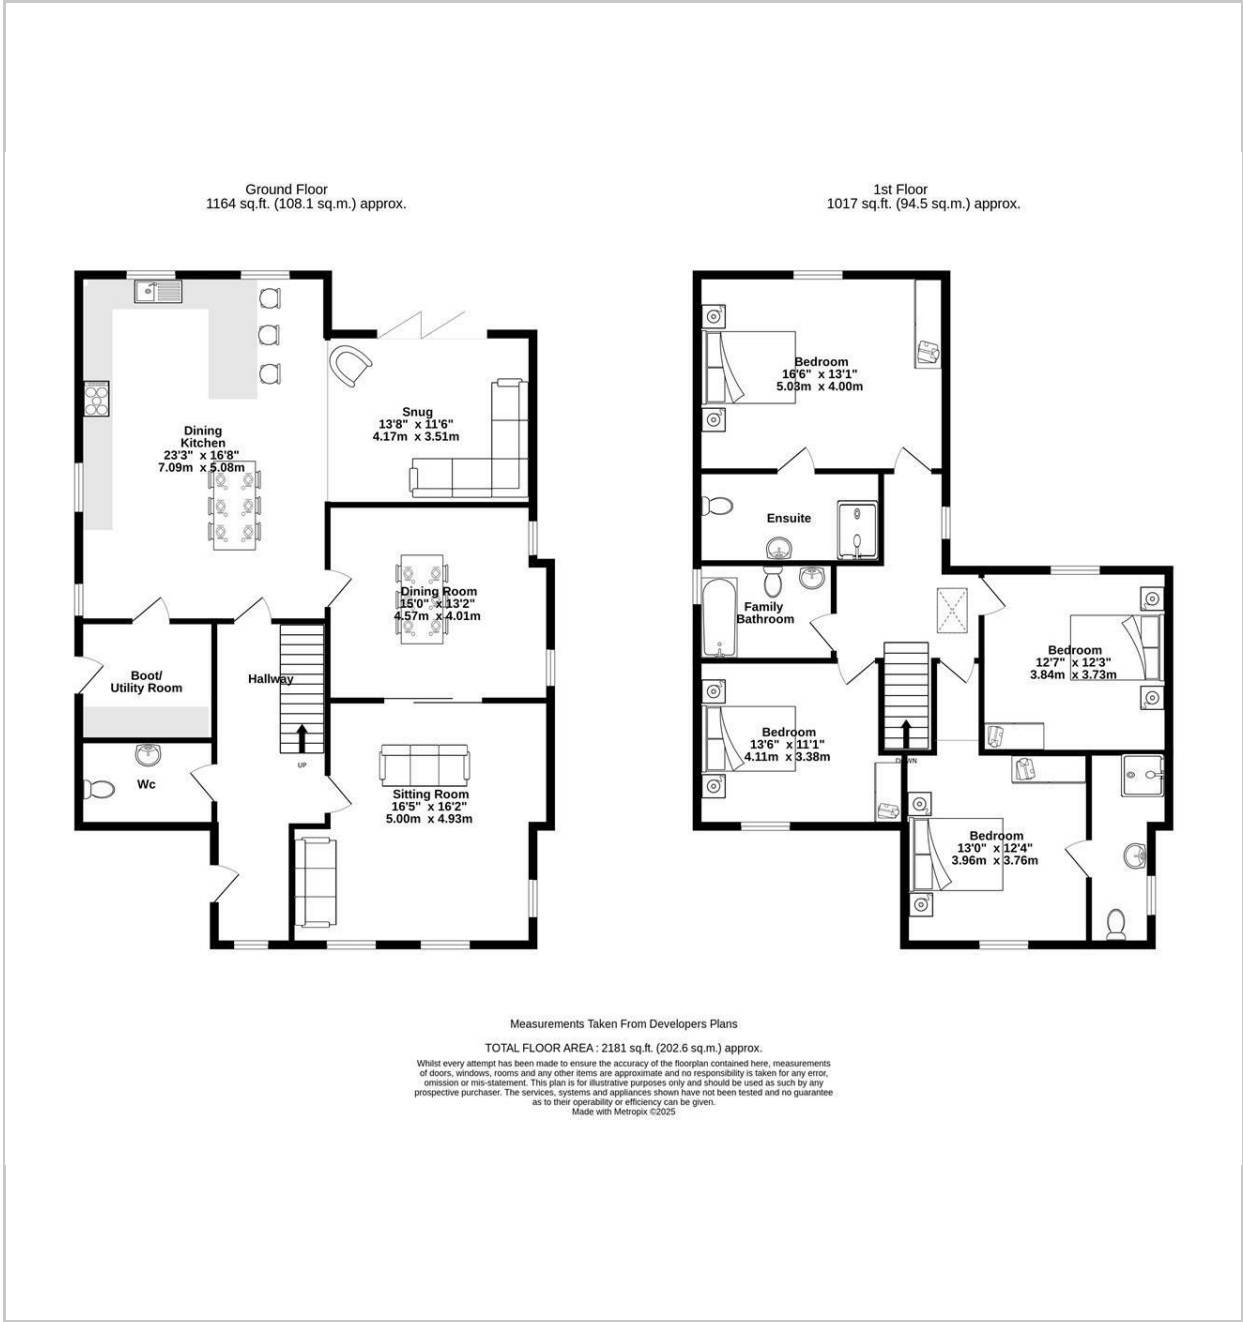 Ground Floor
1164 sq.ft. (108.1 sq.m.) approx.
1st Floor
1017 sq.ft. (94.5 sq.m.) approx.
Dining
Kitchen
23'3" x 16'8"
7.09m x 5.08m
Snug
13'8" x 11'6"
4.17m x 3.51m
Dining Room
15'0" x 13'2"
4.57m x 4.01m
Boot/
Utility Room
Hallway
UP
Wc
Sitting Room
16'5" x 16'2"
5.00m x 4.93m
Bedroom
16'6" x 13'1"
5.03m x 4.00m
Ensuite
Family
Bathroom
Bedroom
12'7" x 12'3"
3.84m x 3.73m
Bedroom
13'6" x 11'1"
4.11m x 3.38m
DOWN
Bedroom
13'0" x 12'4"
3.96m x 3.76m
Measurements Taken From Developers Plans
TOTAL FLOOR AREA : 2181 sq.ft. (202.6 sq.m.) approx.
Whilst every attempt has been made to ensure the accuracy of the floorplan contained here, measurements
of doors, windows, rooms and any other items are approximate and no responsibility is taken for any error,
omission or mis-statement. This plan is for illustrative purposes only and should be used as such by any
prospective purchaser. The services, systems and appliances shown have not been tested and no guarantee
as to their operability or efficiency can be given.
Made with Metropix ©2025